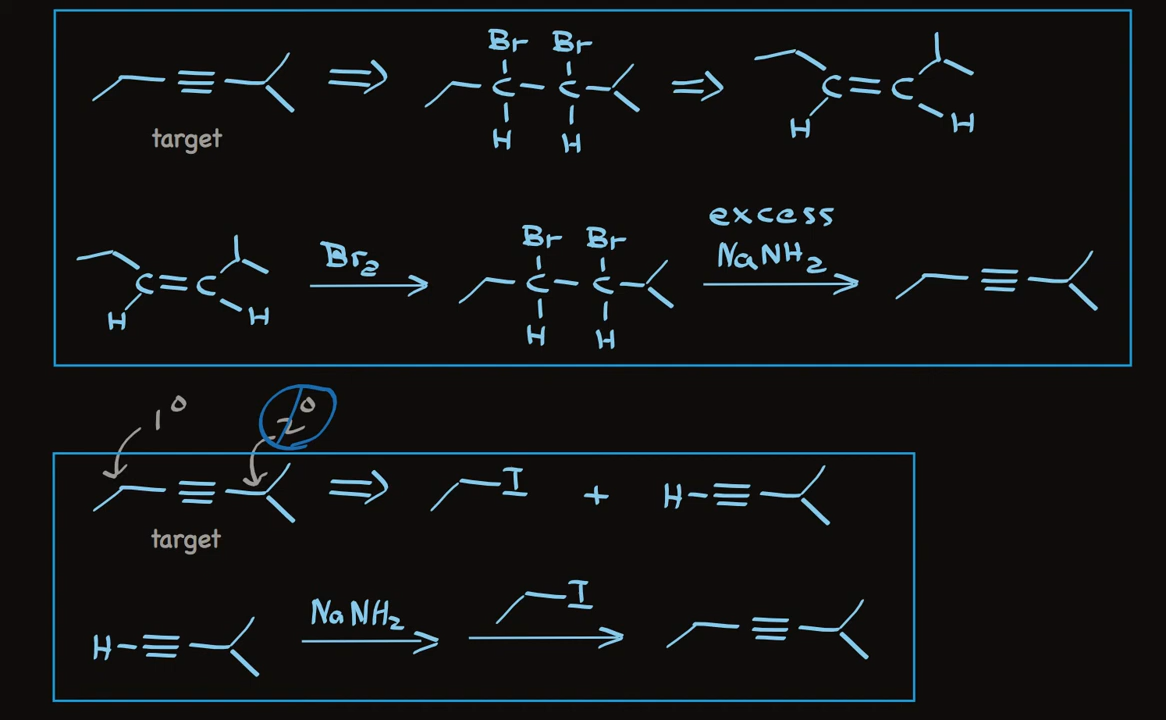 Br Br
C C C = C
target H H H H
excess
Br Br
Br₂ NaNH₂
C = C C C
H H H H
1° 2°
I
+ H
target
I
NaNH₂
H